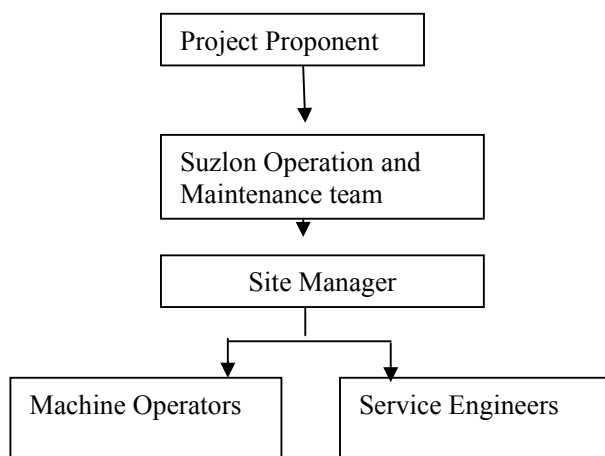 Project Proponent
Suzlon Operation and
Maintenance team
Site Manager
Machine Operators
Service Engineers